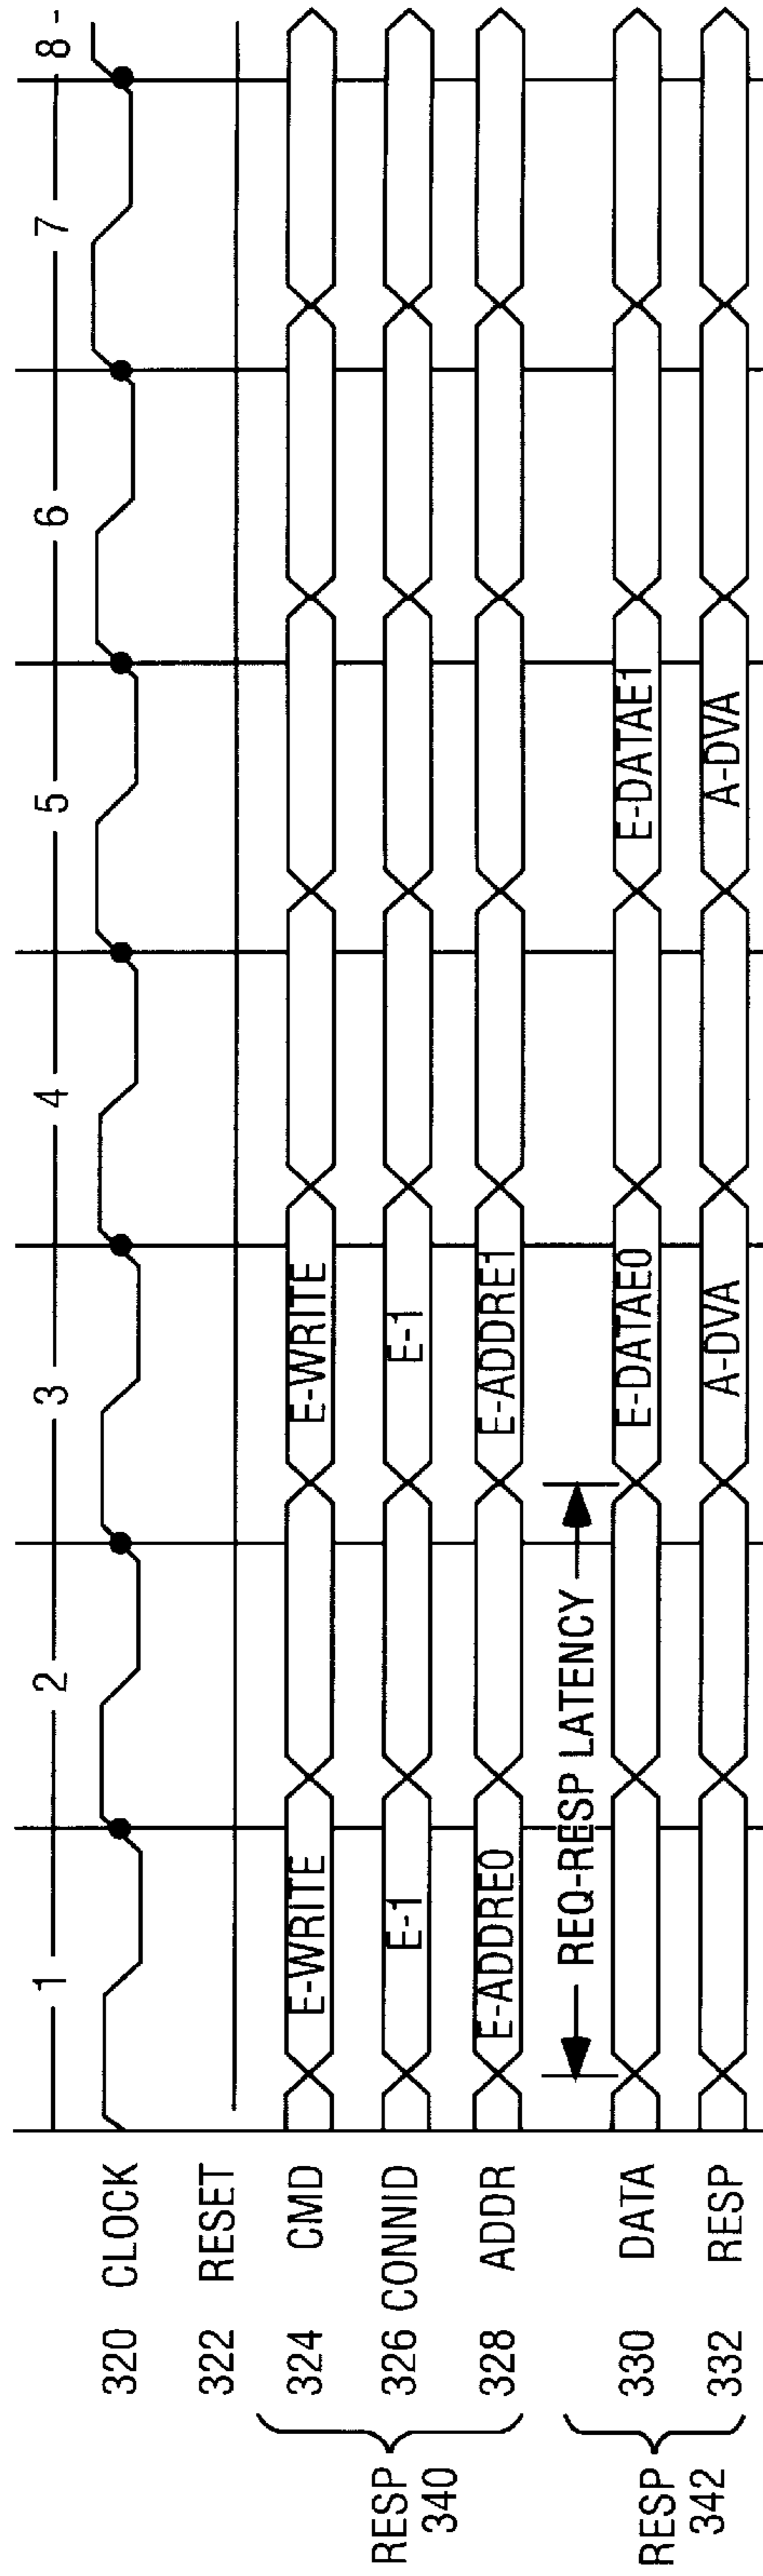 1 2 3 4 5 6 7 8
320 CLOCK
322 RESET
324 CMD E-WRITE E-WRITE
RESP 340
326 CONNID E-1 E-1
328 ADDR E-ADDRE0 E-ADDRE1
REQ-RESP LATENCY
330 DATA E-DATAE0 E-DATAE1
RESP 342
332 RESP A-DVA A-DVA